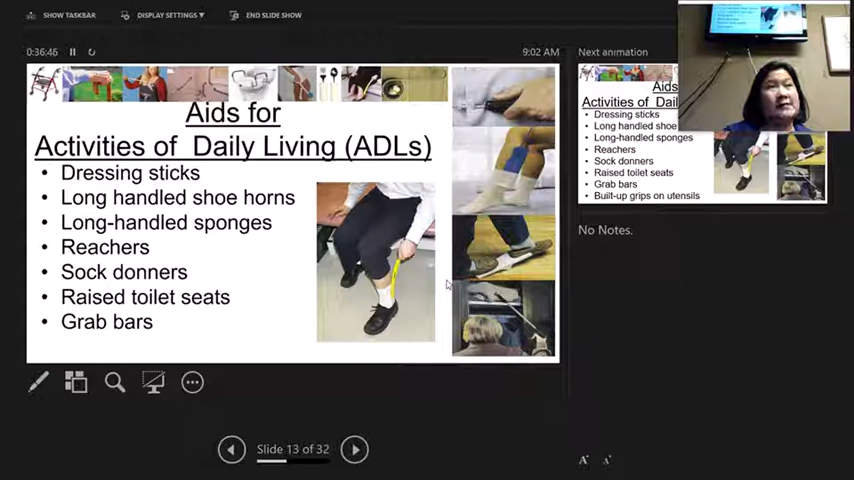 SHOW TASKBAR
DISPLAY SETTINGS ▼
END SLIDE SHOW
0:36:45
9:02 AM
Aids for
Activities of Daily Living (ADLs)
• Dressing sticks
• Long handled shoe horns
• Long-handled sponges
• Reachers
• Sock donners
• Raised toilet seats
• Grab bars
Slide 13 of 32
Next animation
Aids
Activities of Daily
Dressing sticks
Long handled shoe
Long-handled sponges
Reachers
Sock donners
Raised toilet seats
Grab bars
Built-up grips on utensils
No Notes.
A A